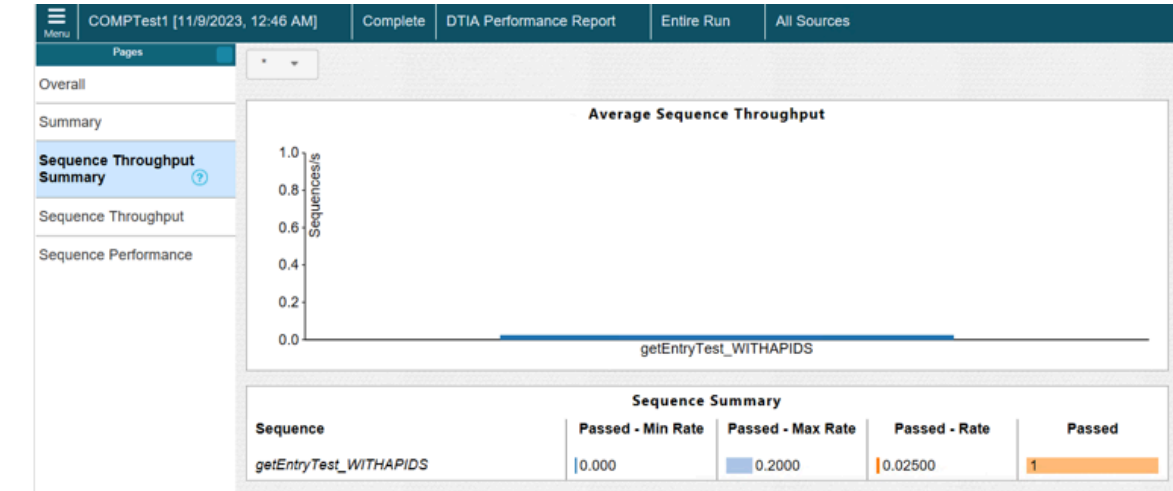 Menu
COMPTest1 [11/9/2023, 12:46 AM]
Complete
DTIA Performance Report
Entire Run
All Sources
Pages
Overall
Summary
Sequence Throughput
Summary
?
Sequence Throughput
Sequence Performance
*
Average Sequence Throughput
Sequences/s
1.0
0.8
0.6
0.4
0.2
0.0
getEntryTest_WITHAPIDS
Sequence Summary
Sequence Passed - Min Rate Passed - Max Rate Passed - Rate Passed
getEntryTest_WITHAPIDS 0.000 0.2000 0.02500 1